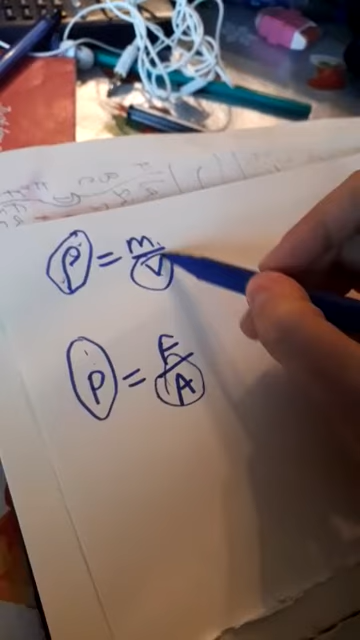 ρ = m/V
P = F/A